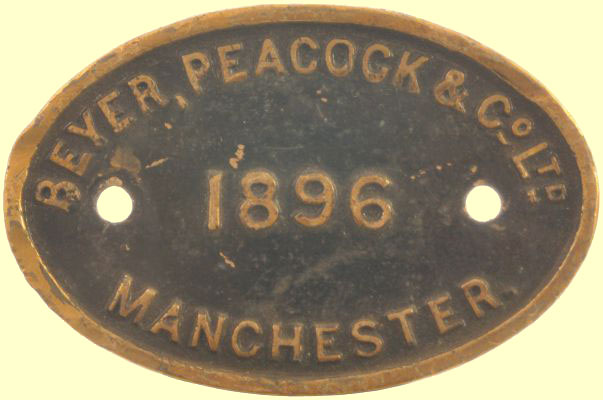 BEYER, PEACOCK & Co LTD
1896
MANCHESTER.